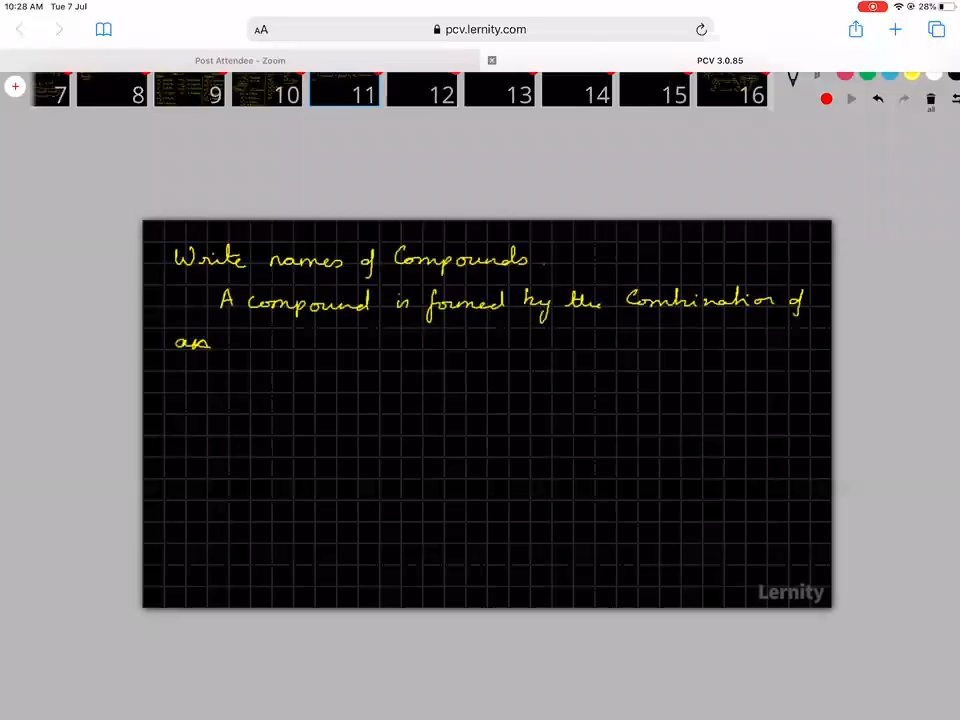 10:28 AM Tue 7 Jul 28%
AA pcv.lernity.com
Post Attendee - Zoom PCV 3.0.85
7 8 9 10 11 12 13 14 15 16
all
Write names of Compounds
A compound is formed by the Combination of
Lernity